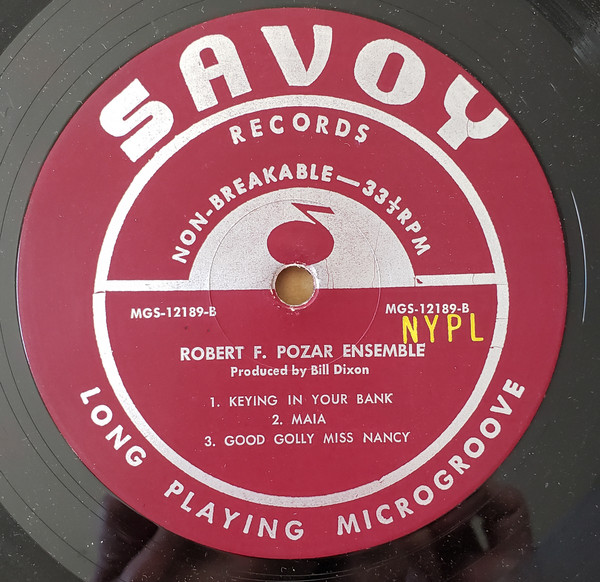 SAVOY
RECORDS
NON-BREAKABLE—33⅓RPM
MGS-12189-B
MGS-12189-B
NYPL
ROBERT F. POZAR ENSEMBLE
Produced by Bill Dixon
1. KEYING IN YOUR BANK
2. MAIA
3. GOOD GOLLY MISS NANCY
LONG PLAYING MICROGROOVE